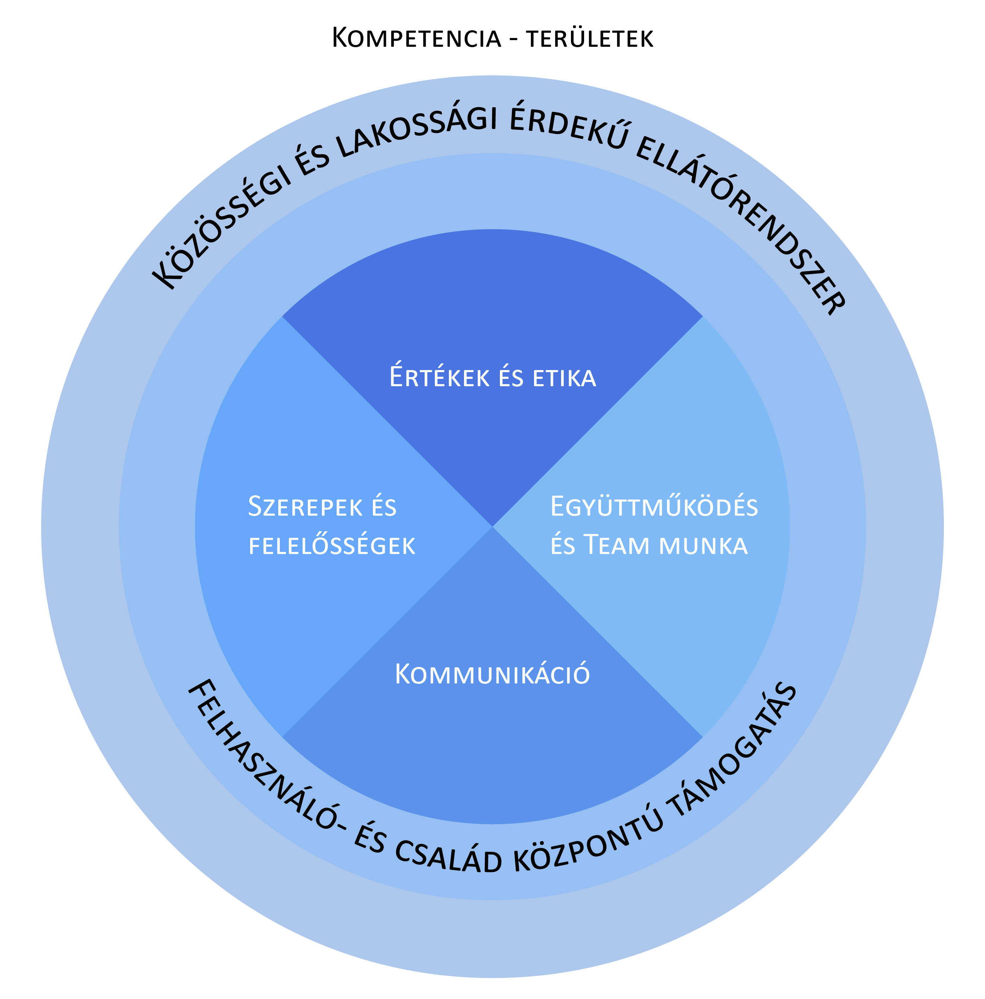 Kompetencia - területek
Közösségi és lakossági érdekű ellátórendszer
Értékek és etika
Szerepek és
felelősségek
Együttműködés
és Team munka
Kommunikáció
Felhasználó- és család központú támogatás